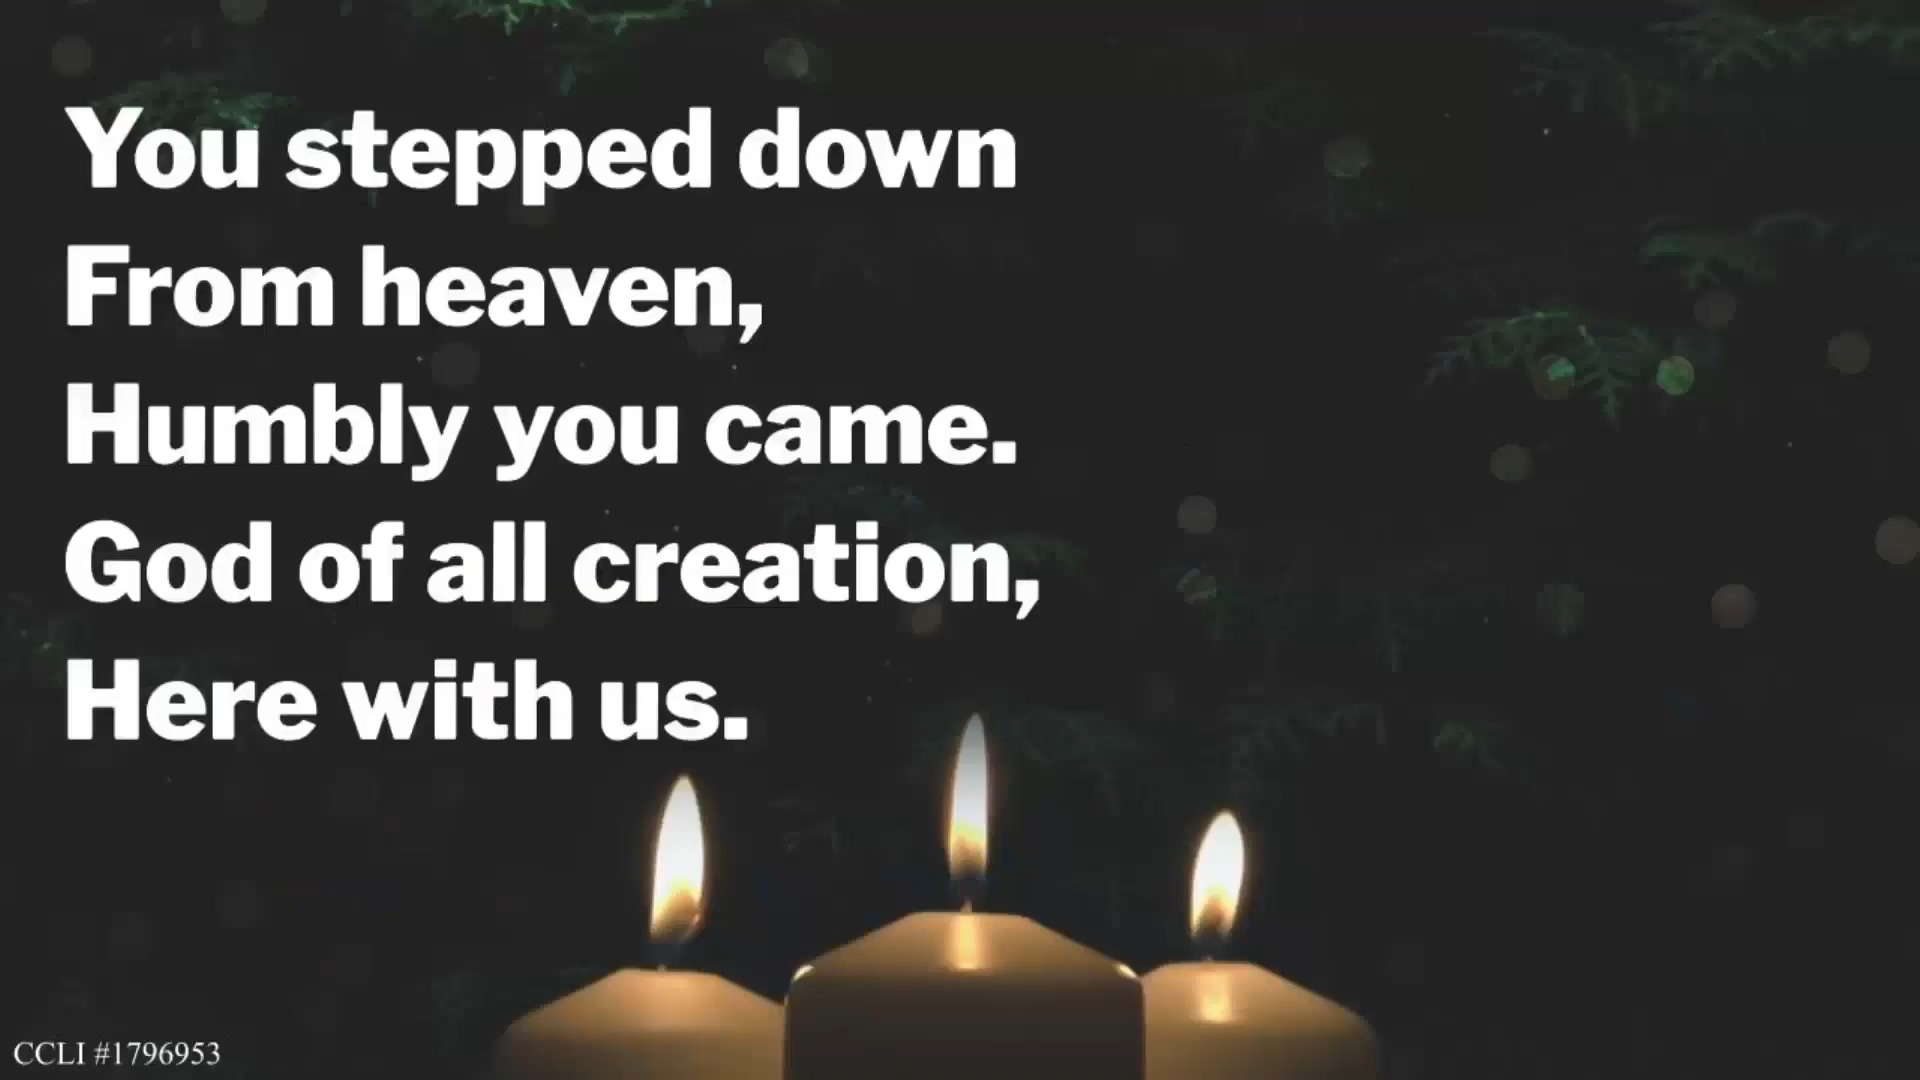 You stepped down
From heaven,
Humbly you came.
God of all creation,
Here with us.
CCLI #1796953